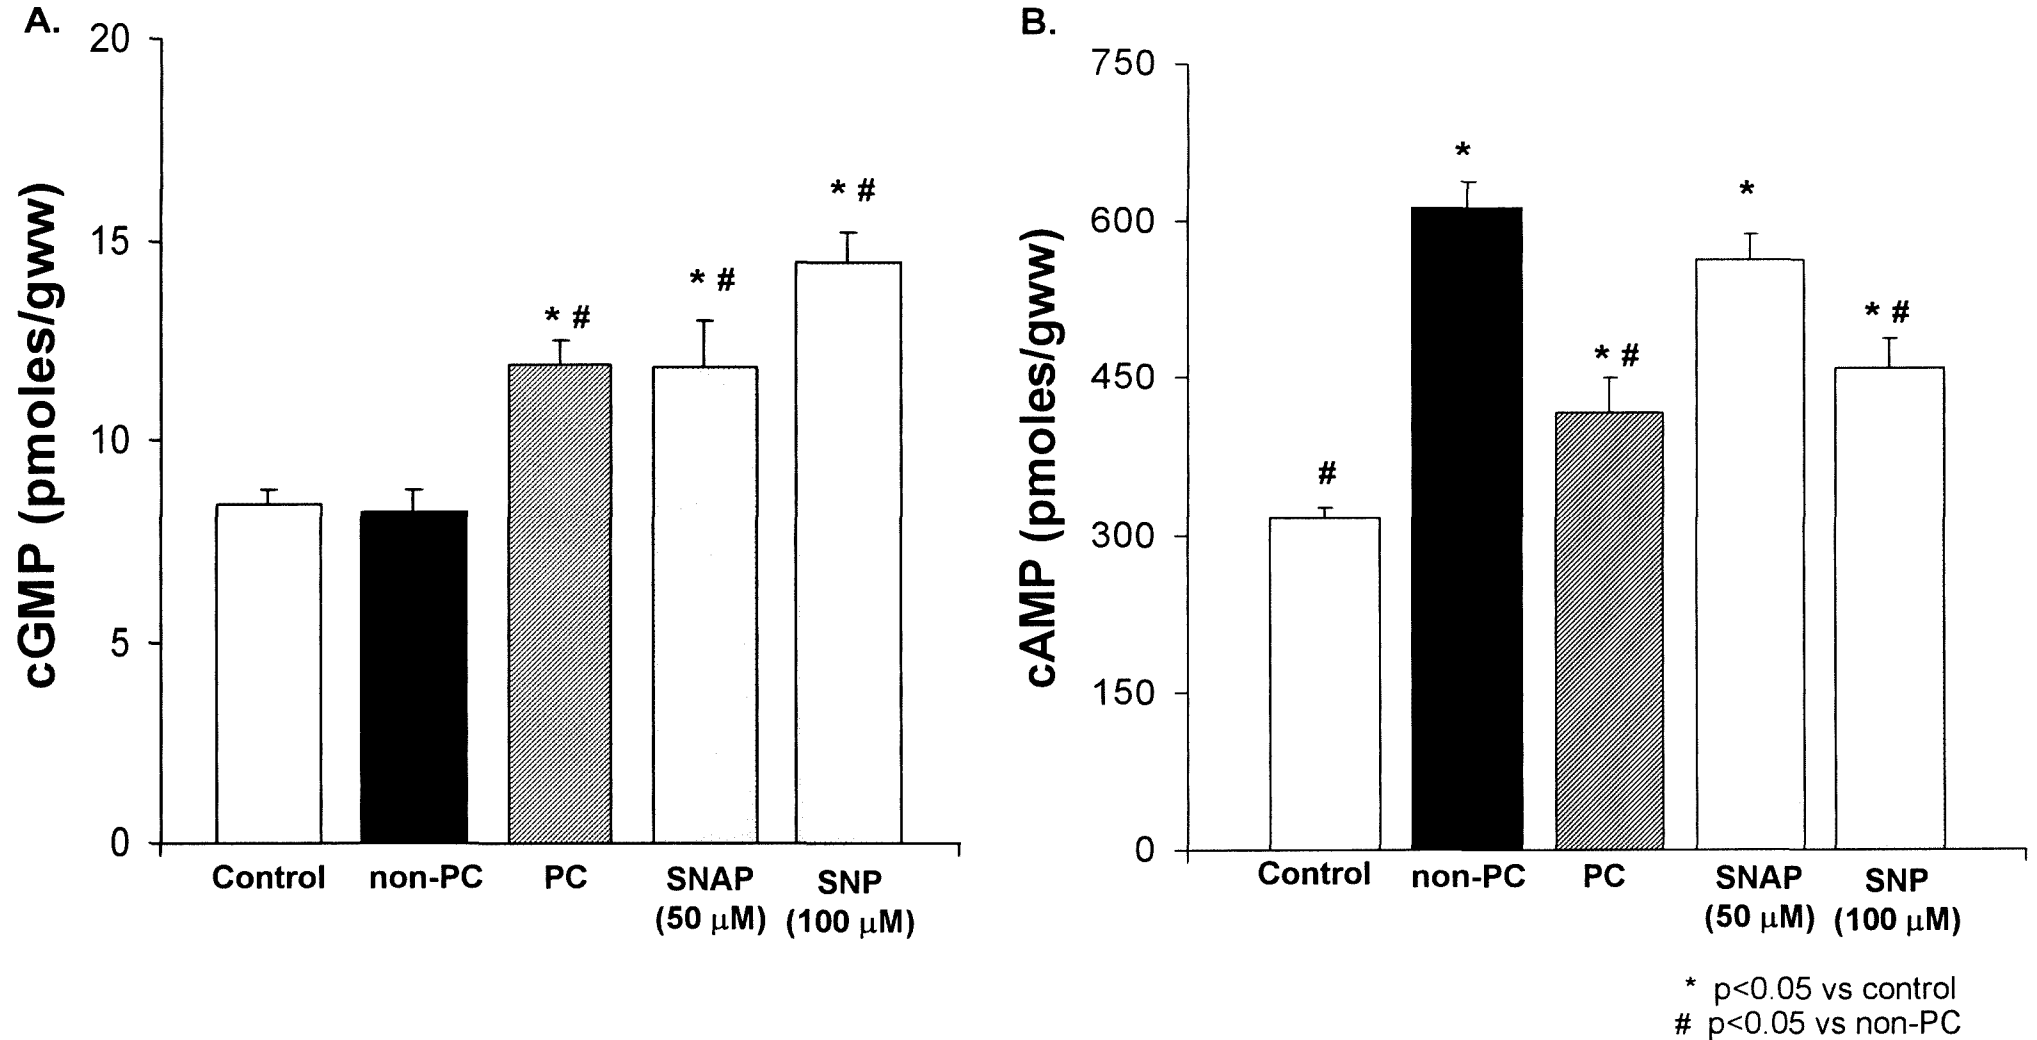 A.
cGMP (pmoles/gww)
20
15
10
5
0
* #
* #
* #
Control non-PC PC SNAP SNP
(50 μM) (100 μM)
B.
cAMP (pmoles/gww)
750
600
450
300
150
0
#
*
* #
*
* #
Control non-PC PC SNAP SNP
(50 μM) (100 μM)
* p<0.05 vs control
# p<0.05 vs non-PC